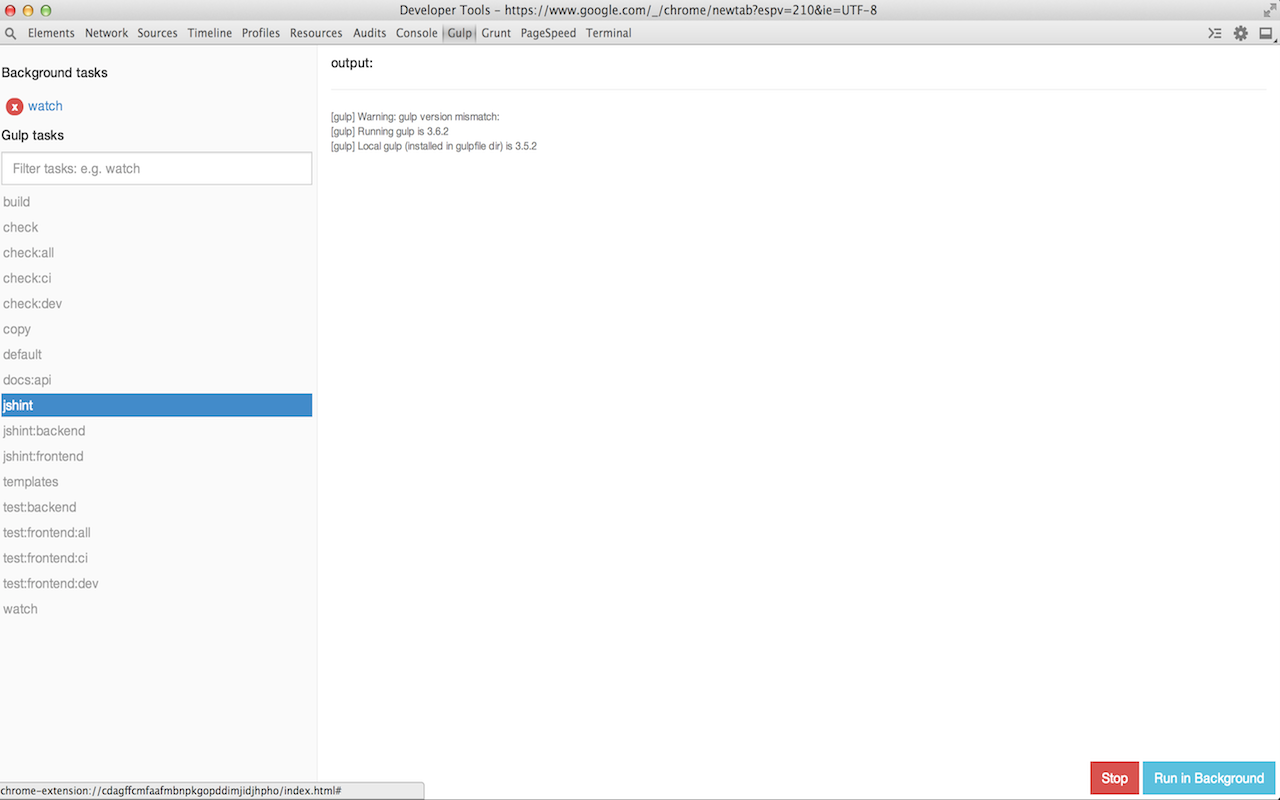 Developer Tools - https://www.google.com/_/chrome/newtab?espv=210&ie=UTF-8
Elements Network Sources Timeline Profiles Resources Audits Console Gulp Grunt PageSpeed Terminal
Background tasks
x watch
Gulp tasks
Filter tasks: e.g. watch
build
check
check:all
check:ci
check:dev
copy
default
docs:api
jshint
jshint:backend
jshint:frontend
templates
test:backend
test:frontend:all
test:frontend:ci
test:frontend:dev
watch
output:
[gulp] Warning: gulp version mismatch:
[gulp] Running gulp is 3.6.2
[gulp] Local gulp (installed in gulpfile dir) is 3.5.2
Stop Run in Background
chrome-extension://cdagffcmfaafmbnpkgopddimjidjhpho/index.html#